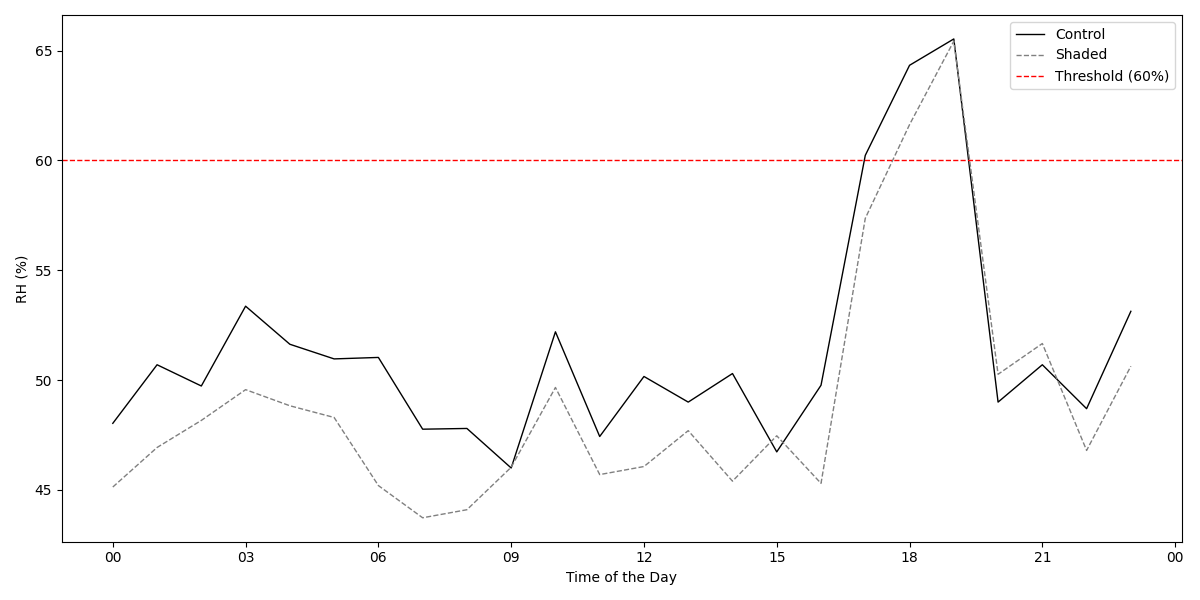 Control
Shaded
Threshold (60%)
65
60
55
50
45
RH (%)
00 03 06 09 12 15 18 21 00
Time of the Day